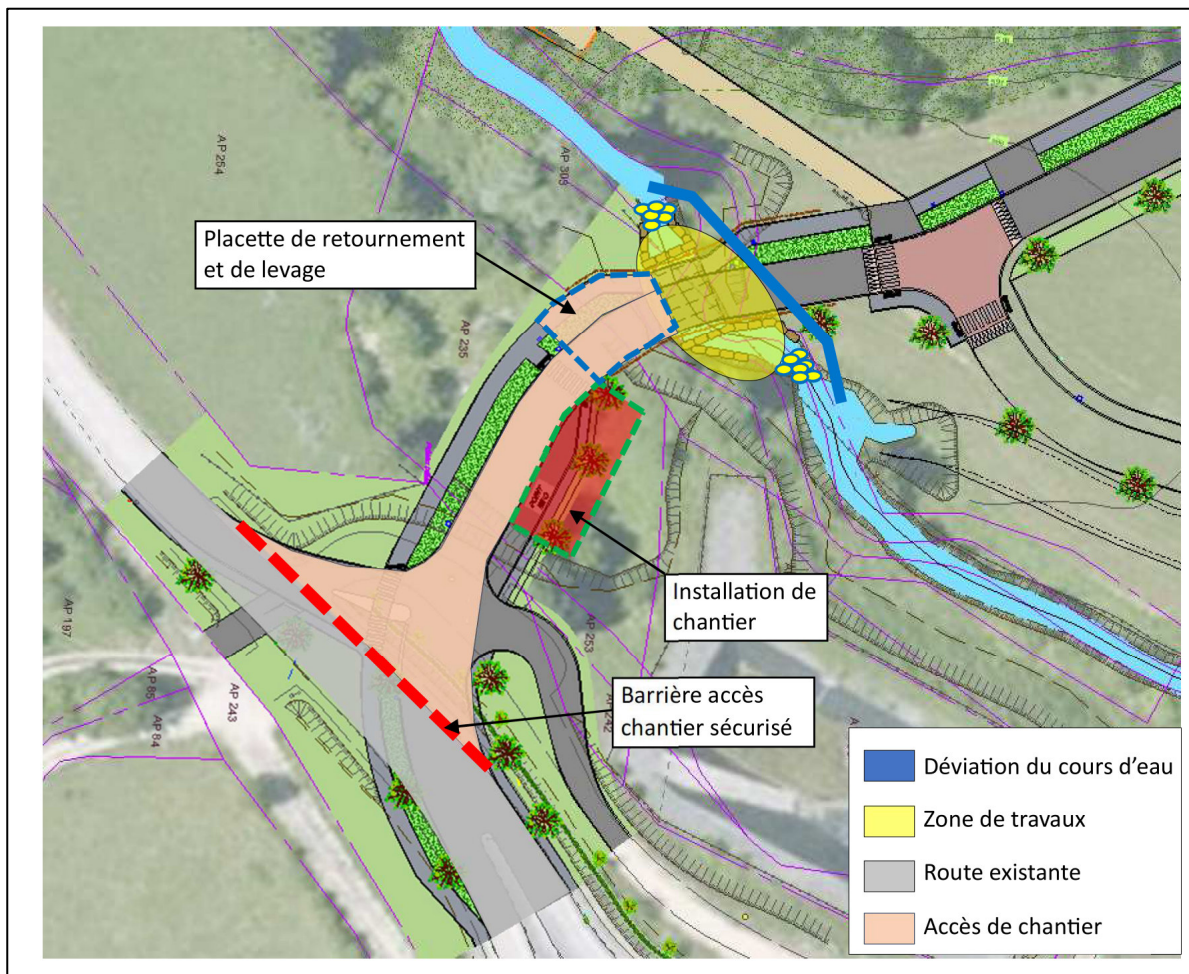 AP 254
AP 309
Placette de retournement
et de levage
AP 235
Installation de
chantier
AP 253
AP 197
AP 85
AP 243
AP 84
Barrière accès
chantier sécurisé
Déviation du cours d'eau
Zone de travaux
Route existante
Accès de chantier